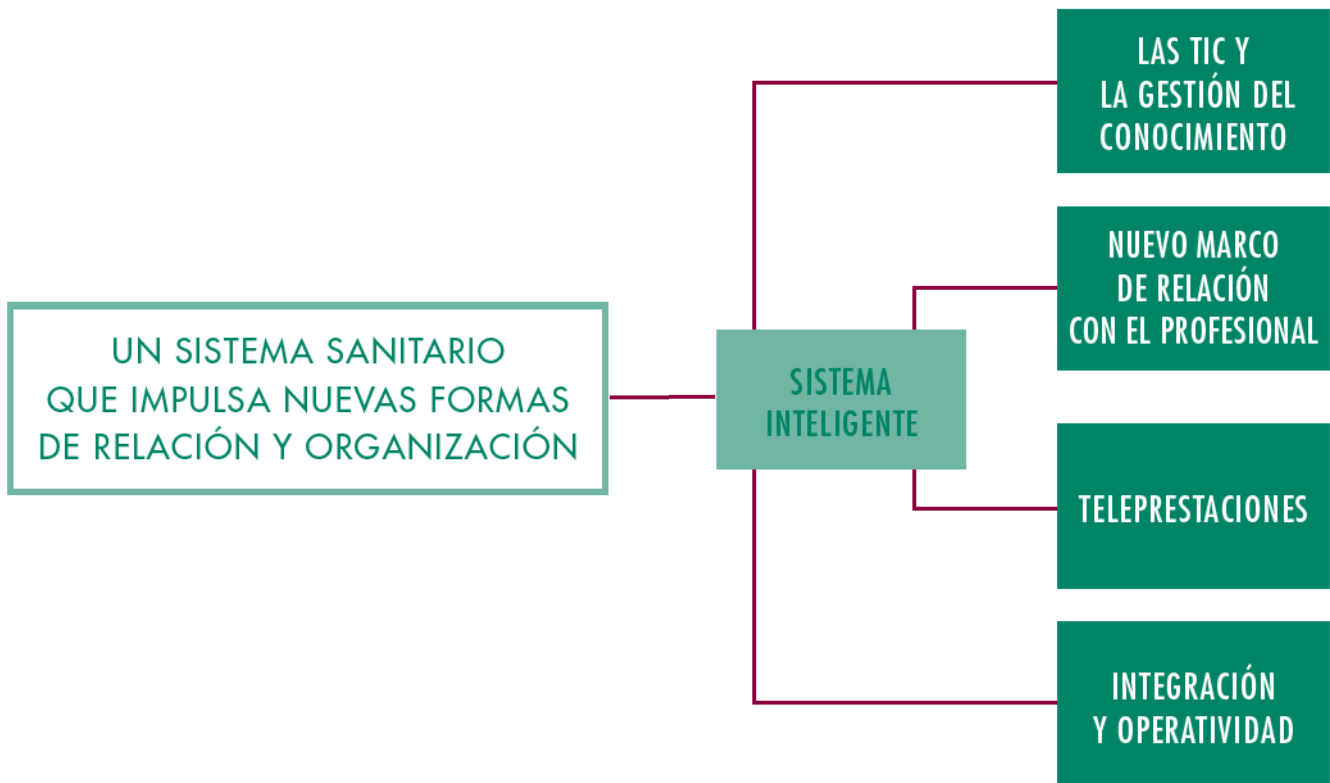 UN SISTEMA SANITARIO
QUE IMPULSA NUEVAS FORMAS
DE RELACIÓN Y ORGANIZACIÓN
SISTEMA
INTELIGENTE
LAS TIC Y
LA GESTIÓN DEL
CONOCIMIENTO
NUEVO MARCO
DE RELACIÓN
CON EL PROFESIONAL
TELEPRESTACIONES
INTEGRACIÓN
Y OPERATIVIDAD